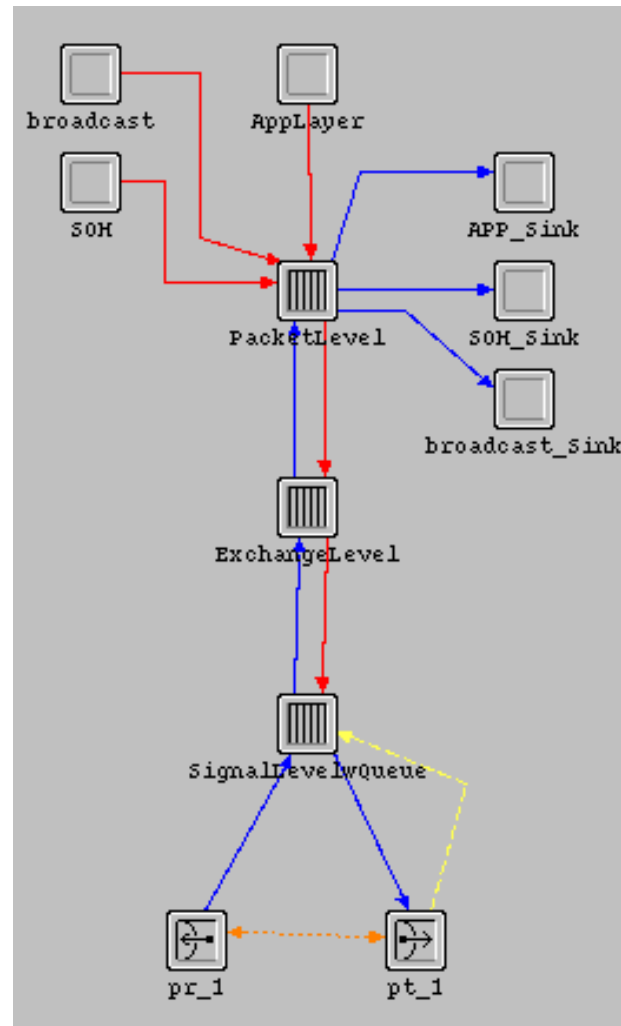 broadcast
AppLayer
SOH
APP_Sink
PacketLevel
SOH_Sink
broadcast_Sink
ExchangeLevel
SignalLevelwQueue
pr_1
pt_1